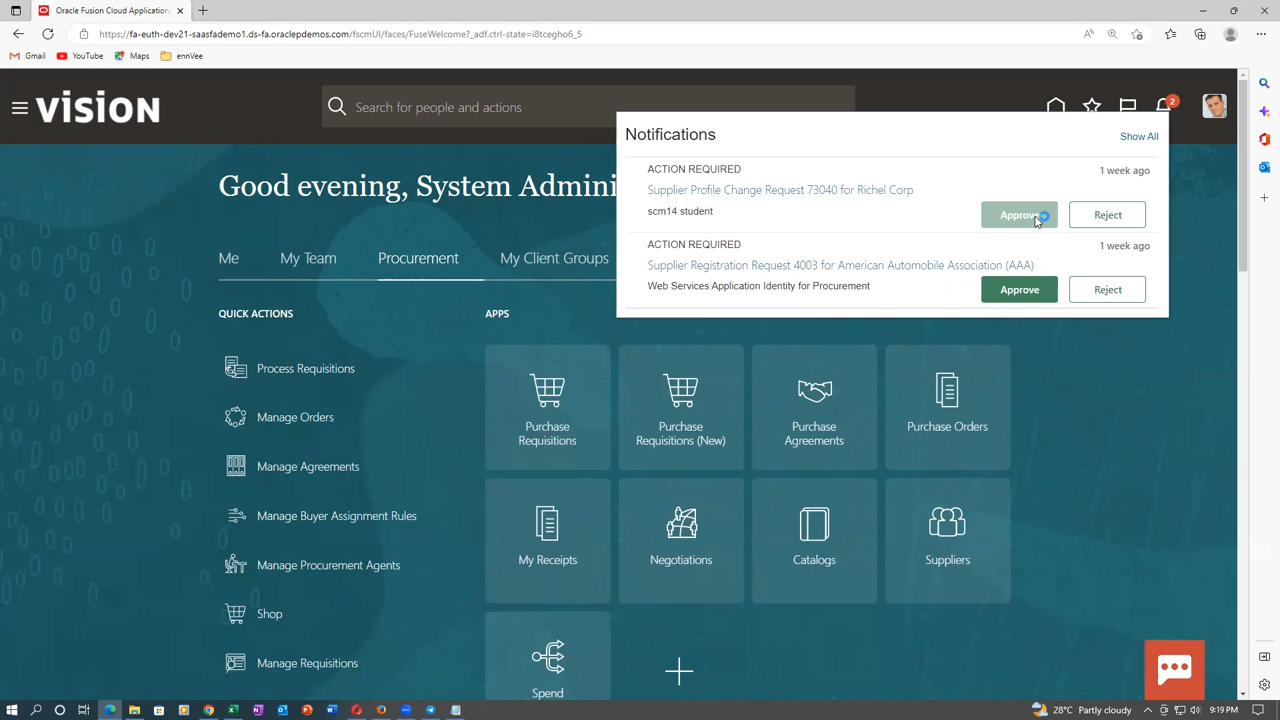 Oracle Fusion Cloud Application
https://fa-euth-dev21-saasfademo1.ds-fa.oraclepdemos.com/fscmUI/faces/FuseWelcome?_adf.ctrl-state=i8tcegho6_5
Gmail
YouTube
Maps
ennVee
VISION
Search for people and actions
2
Notifications
Show All
ACTION REQUIRED
1 week ago
Supplier Profile Change Request 73040 for Richel Corp
scm14 student
Approve
Reject
ACTION REQUIRED
1 week ago
Supplier Registration Request 4003 for American Automobile Association (AAA)
Web Services Application Identity for Procurement
Approve
Reject
Good evening, System Admini
Me
My Team
Procurement
My Client Groups
QUICK ACTIONS
APPS
Process Requisitions
Manage Orders
Manage Agreements
Manage Buyer Assignment Rules
Manage Procurement Agents
Shop
Manage Requisitions
Purchase
Requisitions
Purchase
Requisitions (New)
Purchase
Agreements
Purchase Orders
My Receipts
Negotiations
Catalogs
Suppliers
Spend
28°C Partly cloudy
9:19 PM